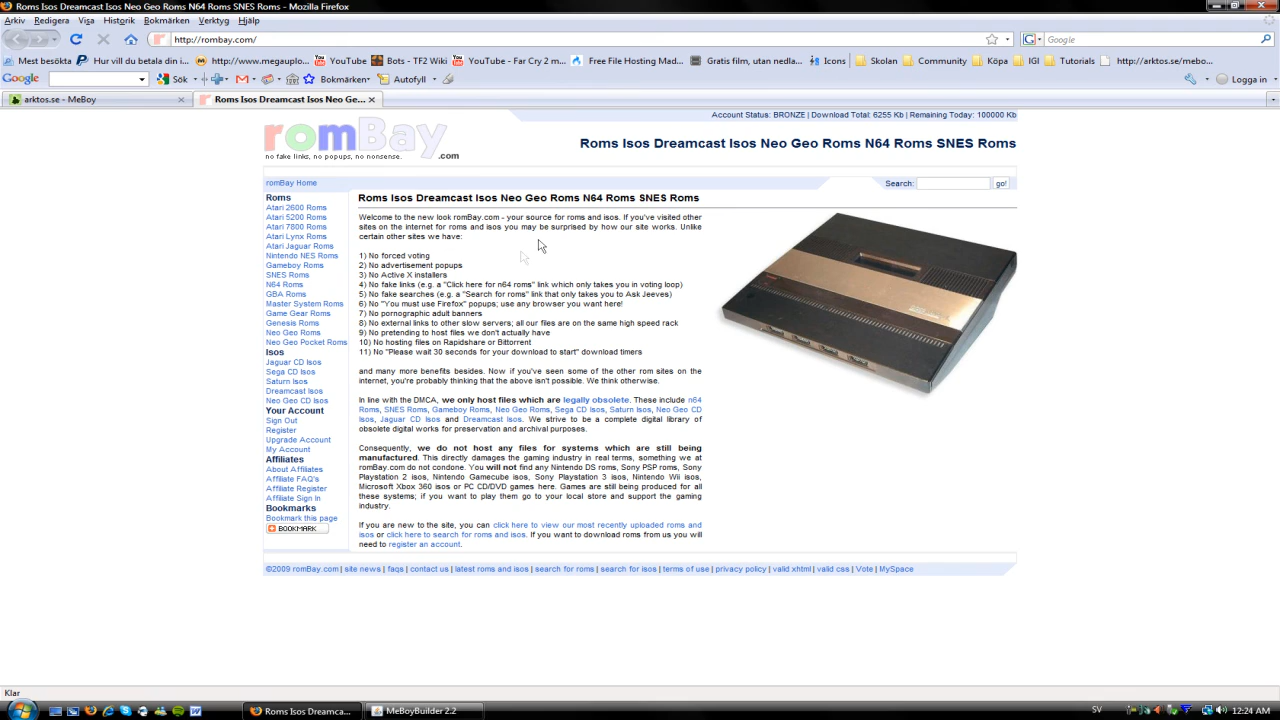 Roms Isos Dreamcast Isos Neo Geo Roms N64 Roms SNES Roms - Mozilla Firefox
Arkiv Redigera Visa Historik Bokmärken Verktyg Hjälp
http://rombay.com/ Google
Mest besökta Hur vill du betala din i... http://www.megauplo... YouTube Bots - TF2 Wiki YouTube - Far Cry 2 m... Free File Hosting Mad... Gratis film, utan nedla... Icons Skolan Community Köpa IGI Tutorials http://arktos.se/mebo...
Google Sök Bokmärken Autofyll Logga in
arktos.se - MeBoy Roms Isos Dreamcast Isos Neo Ge...
Account Status: BRONZE | Download Total: 6255 Kb | Remaining Today: 100000 Kb
romBay
.com
no fake links, no popups, no nonsense.
Roms Isos Dreamcast Isos Neo Geo Roms N64 Roms SNES Roms
romBay Home Search: go!
Roms
Atari 2600 Roms
Atari 5200 Roms
Atari 7800 Roms
Atari Lynx Roms
Atari Jaguar Roms
Nintendo NES Roms
Gameboy Roms
SNES Roms
N64 Roms
GBA Roms
Master System Roms
Game Gear Roms
Genesis Roms
Neo Geo Roms
Neo Geo Pocket Roms
Isos
Jaguar CD Isos
Sega CD Isos
Saturn Isos
Dreamcast Isos
Neo Geo CD Isos
Your Account
Sign Out
Register
Upgrade Account
My Account
Affiliates
About Affiliates
Affiliate FAQ's
Affiliate Register
Affiliate Sign In
Bookmarks
Bookmark this page
BOOKMARK
Roms Isos Dreamcast Isos Neo Geo Roms N64 Roms SNES Roms
Welcome to the new look romBay.com - your source for roms and isos. If you've visited other
sites on the internet for roms and isos you may be surprised by how our site works. Unlike
certain other sites we have:
1) No forced voting
2) No advertisement popups
3) No Active X installers
4) No fake links (e.g. a "Click here for n64 roms" link which only takes you in voting loop)
5) No fake searches (e.g. a "Search for roms" link that only takes you to Ask Jeeves)
6) No "You must use Firefox" popups; use any browser you want here!
7) No pornographic adult banners
8) No external links to other slow servers; all our files are on the same high speed rack
9) No pretending to host files we don't actually have
10) No hosting files on Rapidshare or Bittorrent
11) No "Please wait 30 seconds for your download to start" download timers
and many more benefits besides. Now if you've seen some of the other rom sites on the
internet, you're probably thinking that the above isn't possible. We think otherwise.
In line with the DMCA, we only host files which are legally obsolete. These include n64
Roms, SNES Roms, Gameboy Roms, Neo Geo Roms, Sega CD Isos, Saturn Isos, Neo Geo CD
Isos, Jaguar CD Isos and Dreamcast Isos. We strive to be a complete digital library of
obsolete digital works for preservation and archival purposes.
Consequently, we do not host any files for systems which are still being
manufactured. This directly damages the gaming industry in real terms, something we at
romBay.com do not condone. You will not find any Nintendo DS roms, Sony PSP roms, Sony
Playstation 2 isos, Nintendo Gamecube isos, Sony Playstation 3 isos, Nintendo Wii isos,
Microsoft Xbox 360 isos or PC CD/DVD games here. Games are still being produced for all
these systems; if you want to play them go to your local store and support the gaming
industry.
If you are new to the site, you can click here to view our most recently uploaded roms and
isos or click here to search for roms and isos. If you want to download roms from us you will
need to register an account.
©2009 romBay.com | site news | faqs | contact us | latest roms and isos | search for roms | search for isos | terms of use | privacy policy | valid xhtml | valid css | Vote | MySpace
Klar
Roms Isos Dreamca... MeBoyBuilder 2.2 SV 12:24 AM